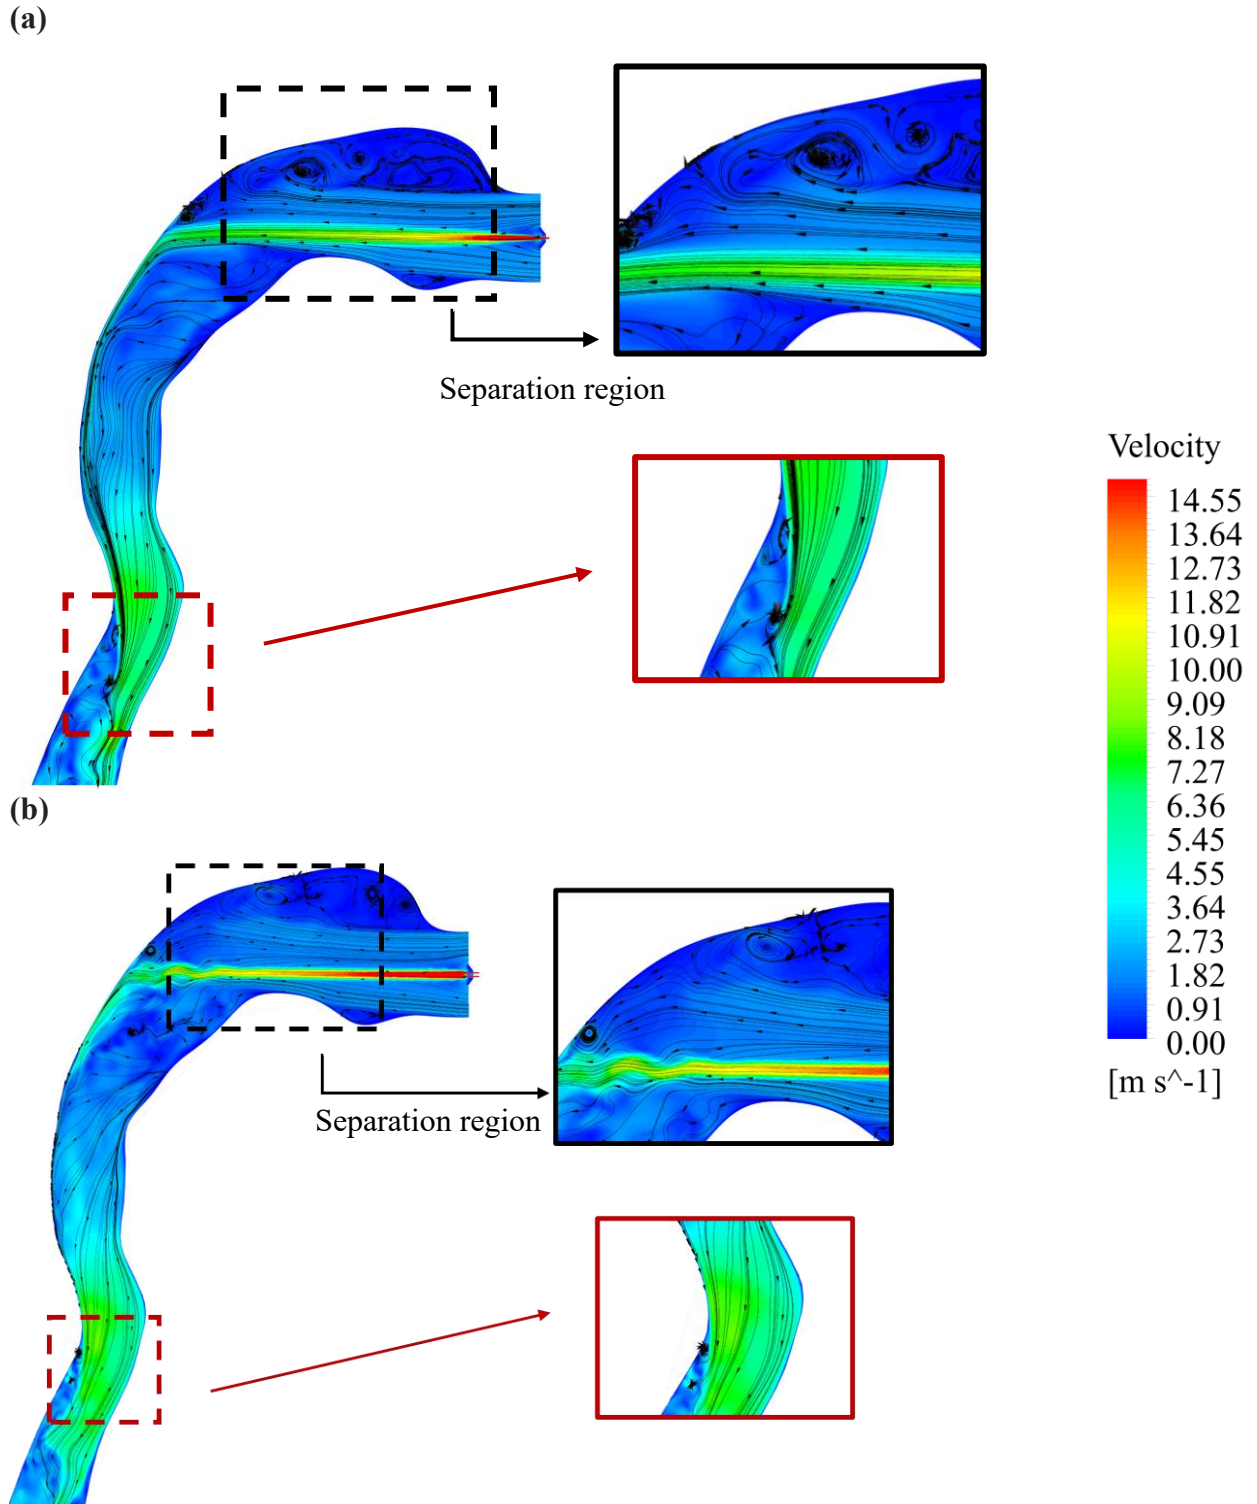 (a)
Separation region
Velocity
14.55
13.64
12.73
11.82
10.91
10.00
9.09
8.18
7.27
6.36
5.45
4.55
3.64
2.73
1.82
0.91
0.00
[m s^-1]
(b)
Separation region